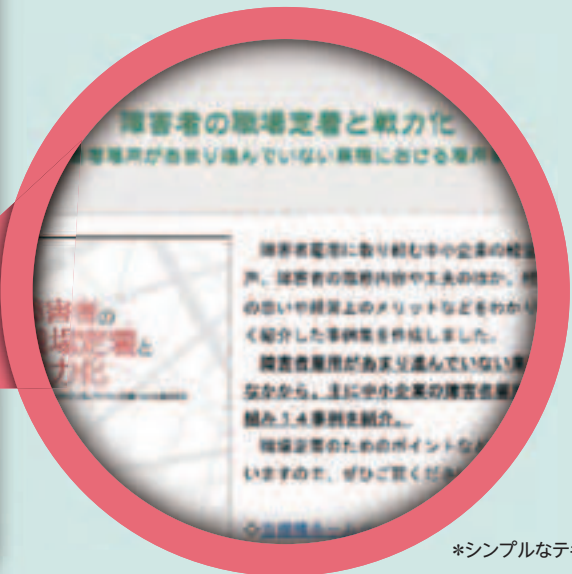 障害者の職場定着と戦力化
障害者雇用があまり進んでいない業種における雇用事
障害者の
職場定着と
戦力化
障害者雇用に取り組む中小企業の経営
声、障害者の職務内容や工夫のほか、
の思いや経営上のメリットなどをわかり
く紹介した事例集を作成しました。
障害者雇用があまり進んでいない業
なかから、主に中小企業の障害者雇
組み14事例を紹介。
職場定着のためのポイントなど
いますので、ぜひご覧くださ
*シンプルなテキ